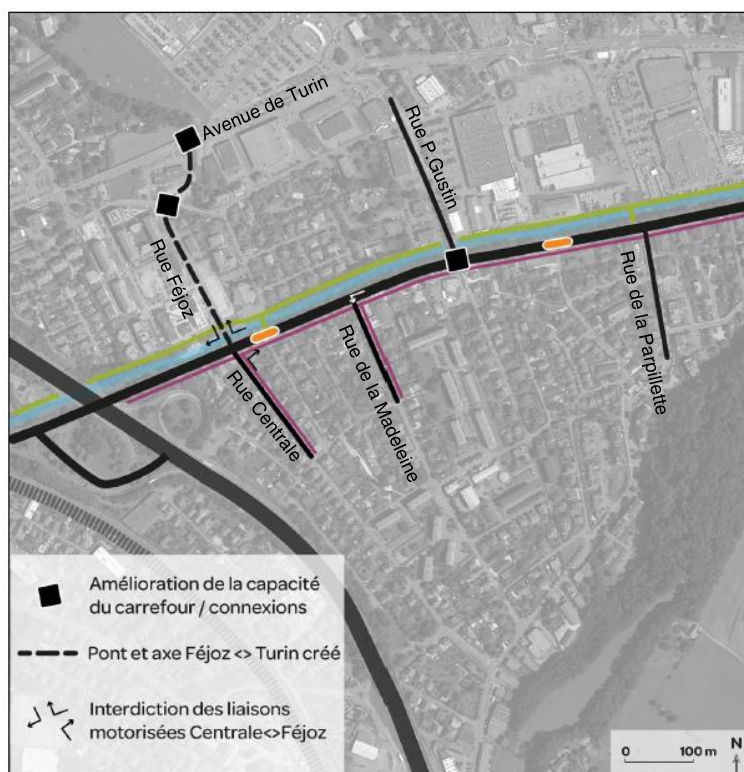 Avenue de Turin
Rue P.Gustin
Rue Féjoz
Rue de la Parpillette
Rue de la Madeleine
Rue Centrale
Amélioration de la capacité
du carrefour / connexions
Pont et axe Féjoz <> Turin créé
Interdiction des liaisons
motorisées Centrale<>Féjoz
0 100 m N